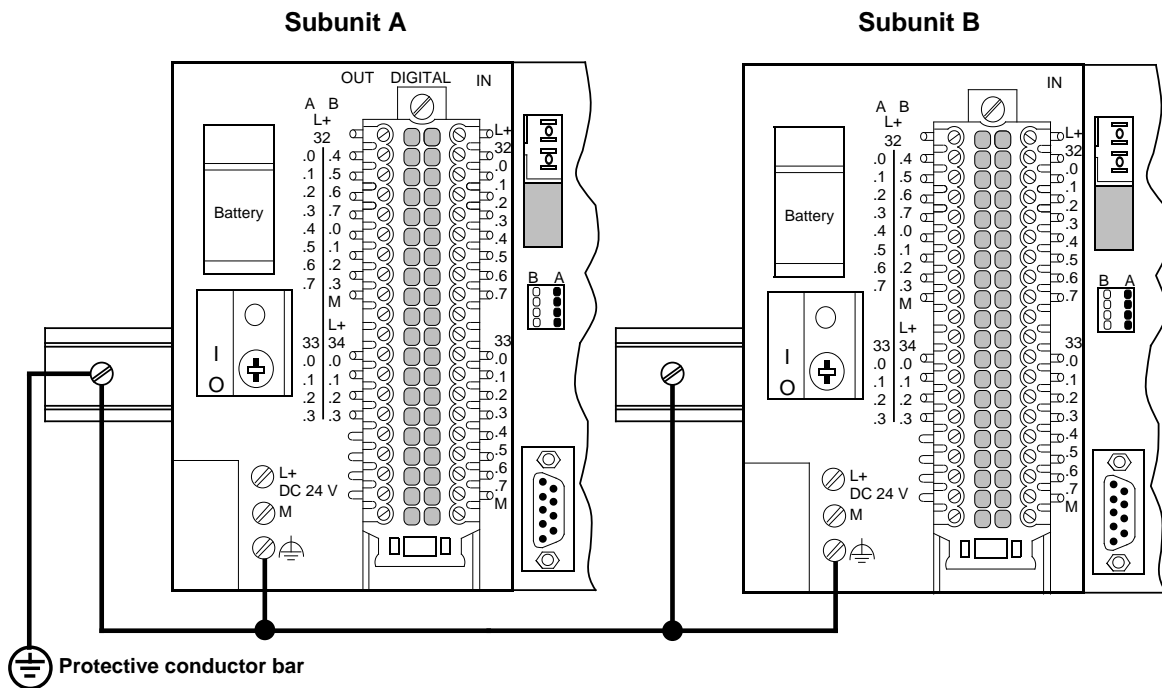 Subunit A
Subunit B
OUT DIGITAL IN
A B
L+
32
.0 .4
.1 .5
.2 .6
.3 .7
.4 .0
.5 .1
.6 .2
.7 .3
M
L+
33 34
.0 .0
.1 .1
.2 .2
.3 .3
L+
32
.0
.1
.2
.3
.4
.5
.6
.7
33
.0
.1
.2
.3
.4
.5
.6
.7
M
Battery
I
O
B A
L+
DC 24 V
M
IN
A B
L+
32
.0 .4
.1 .5
.2 .6
.3 .7
.4 .0
.5 .1
.6 .2
.7 .3
M
L+
33 34
.0 .0
.1 .1
.2 .2
.3 .3
L+
32
.0
.1
.2
.3
.4
.5
.6
.7
33
.0
.1
.2
.3
.4
.5
.6
.7
M
Battery
I
O
B A
L+
DC 24 V
M
Protective conductor bar